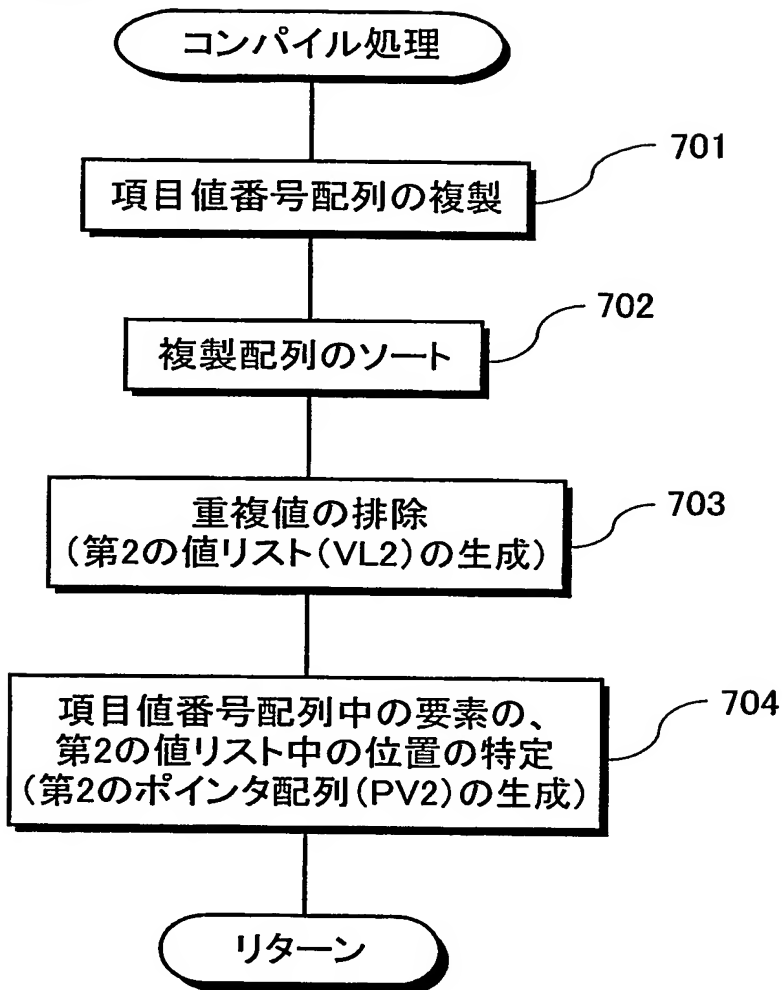 コンパイル処理
701
項目値番号配列の複製
702
複製配列のソート
703
重複値の排除
(第2の値リスト(VL2)の生成)
704
項目値番号配列中の要素の、
第2の値リスト中の位置の特定
(第2のポインタ配列(PV2)の生成)
リターン